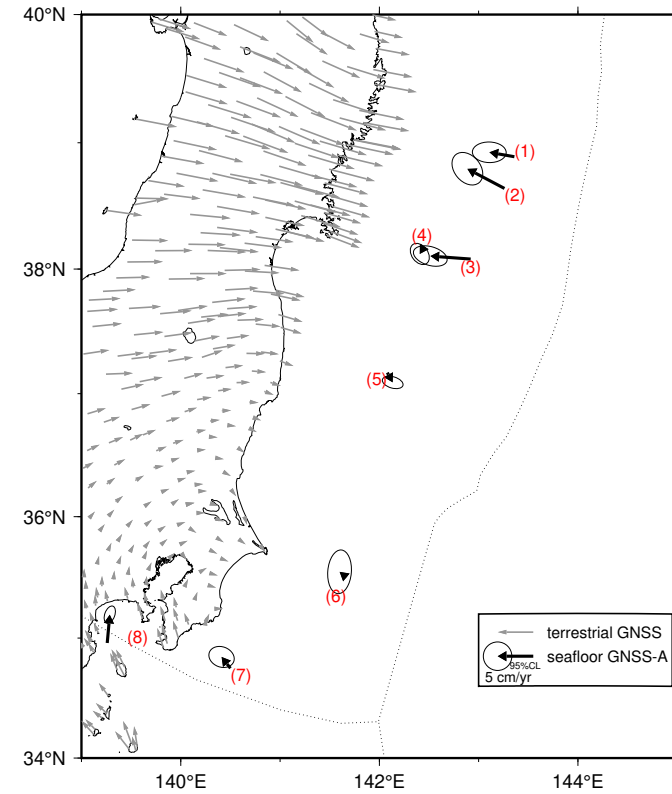 40°N
(1)
(2)
(4)
(3)
38°N
(5)
36°N
(6)
(8)
(7)
terrestrial GNSS
seafloor GNSS-A
95%CL
5 cm/yr
34°N
140°E
142°E
144°E